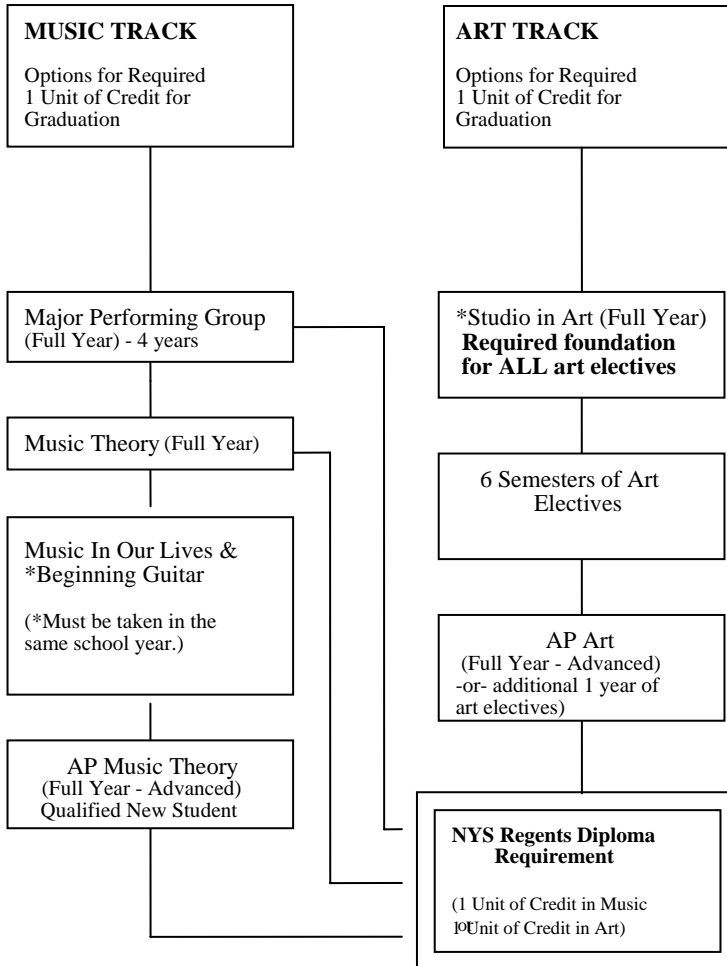 MUSIC TRACK
Options for Required
1 Unit of Credit for
Graduation
Major Performing Group
(Full Year) - 4 years
Music Theory (Full Year)
Music In Our Lives &
*Beginning Guitar
(*Must be taken in the
same school year.)
AP Music Theory
(Full Year - Advanced)
Qualified New Student
ART TRACK
Options for Required
1 Unit of Credit for
Graduation
*Studio in Art (Full Year)
Required foundation
for ALL art electives
6 Semesters of Art
Electives
AP Art
(Full Year - Advanced)
-or- additional 1 year of
art electives)
NYS Regents Diploma
Requirement
(1 Unit of Credit in Music
or
1 Unit of Credit in Art)